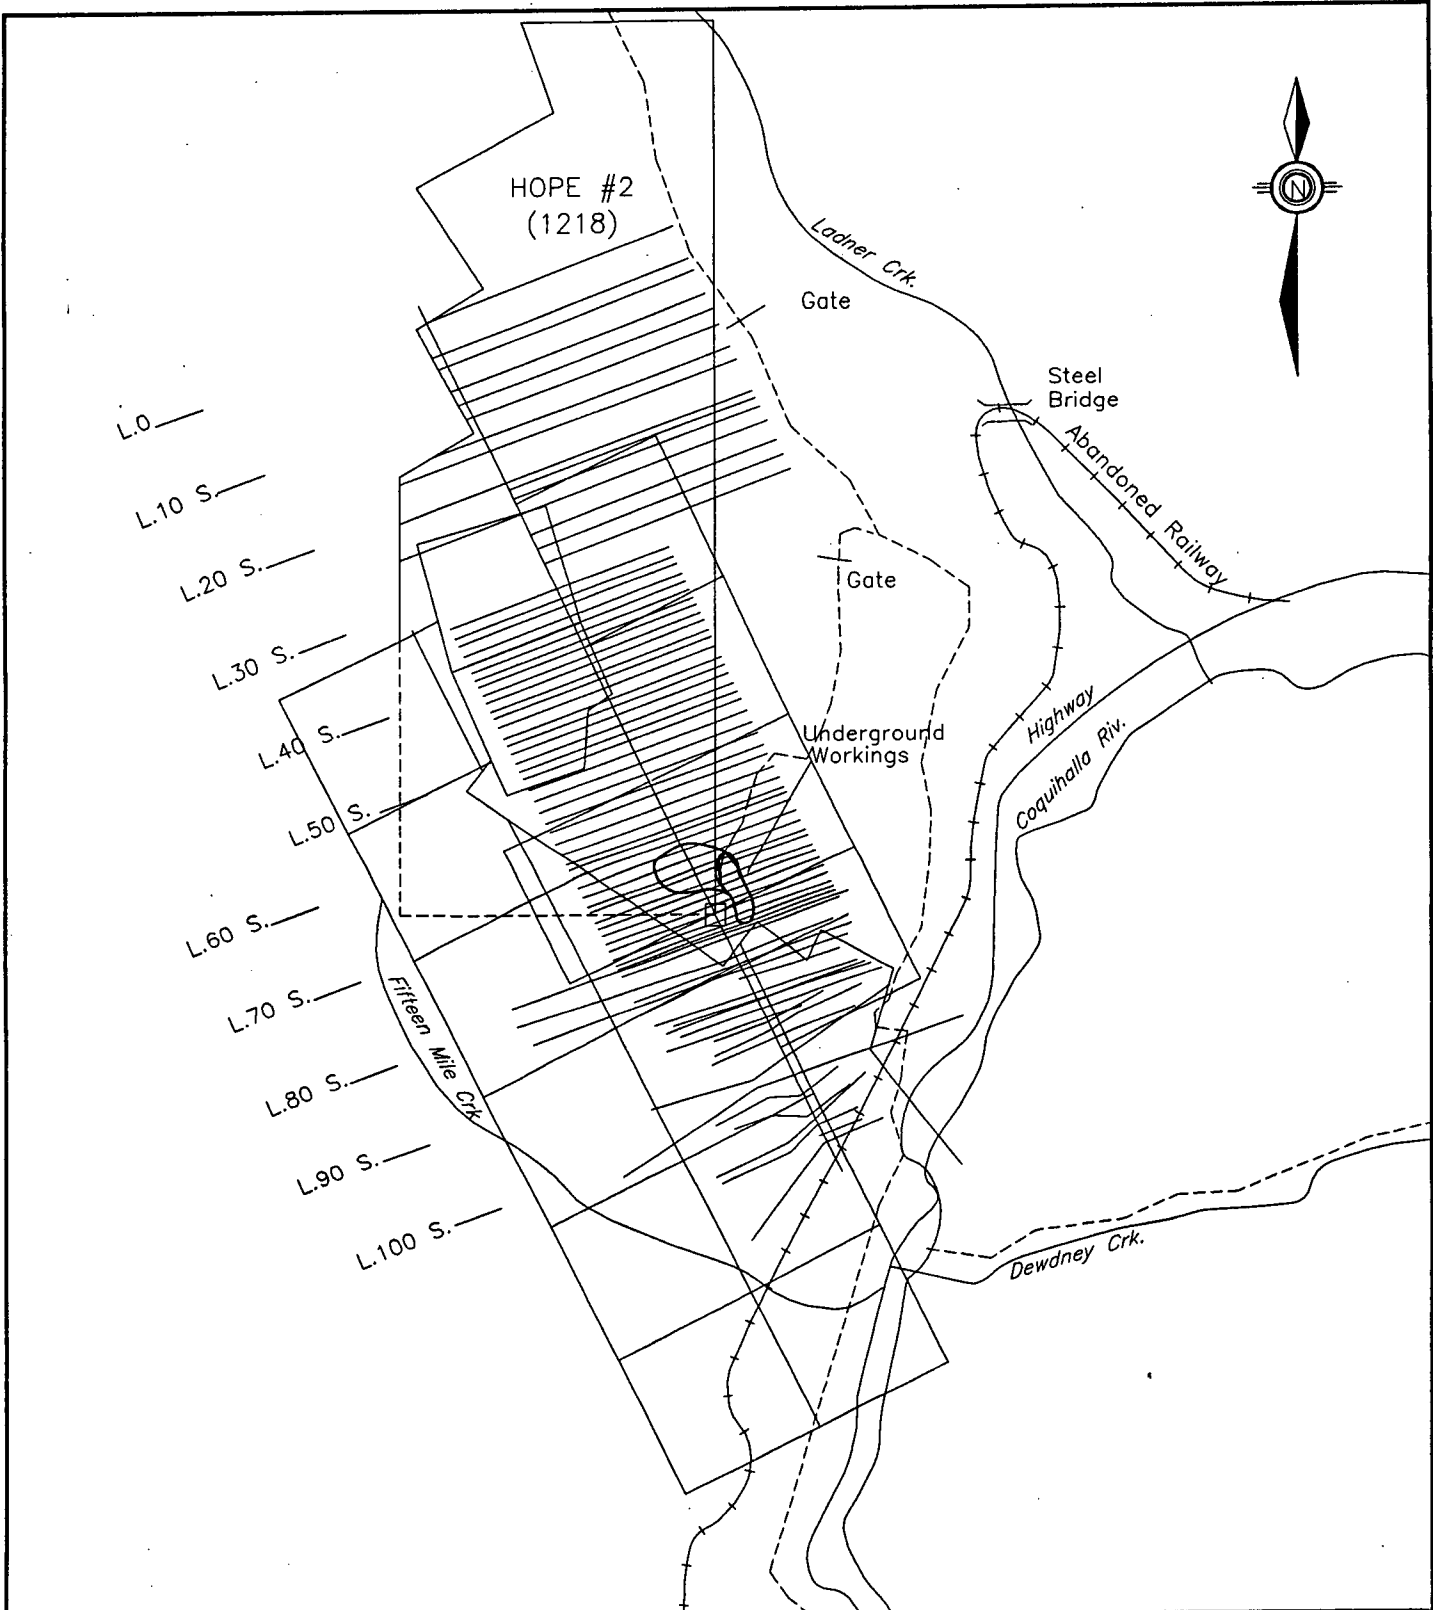 HOPE #2
(1218)
N
Ladner Crk.
Gate
Steel
Bridge
Abandoned Railway
L.0
L.10 S.
L.20 S.
Gate
L.30 S.
L.40 S.
Underground
Workings
Highway
Coquihalla Riv.
L.50 S.
L.60 S.
L.70 S.
Fifteen Mile Crk
L.80 S.
L.90 S.
L.100 S.
Dewdney Crk.